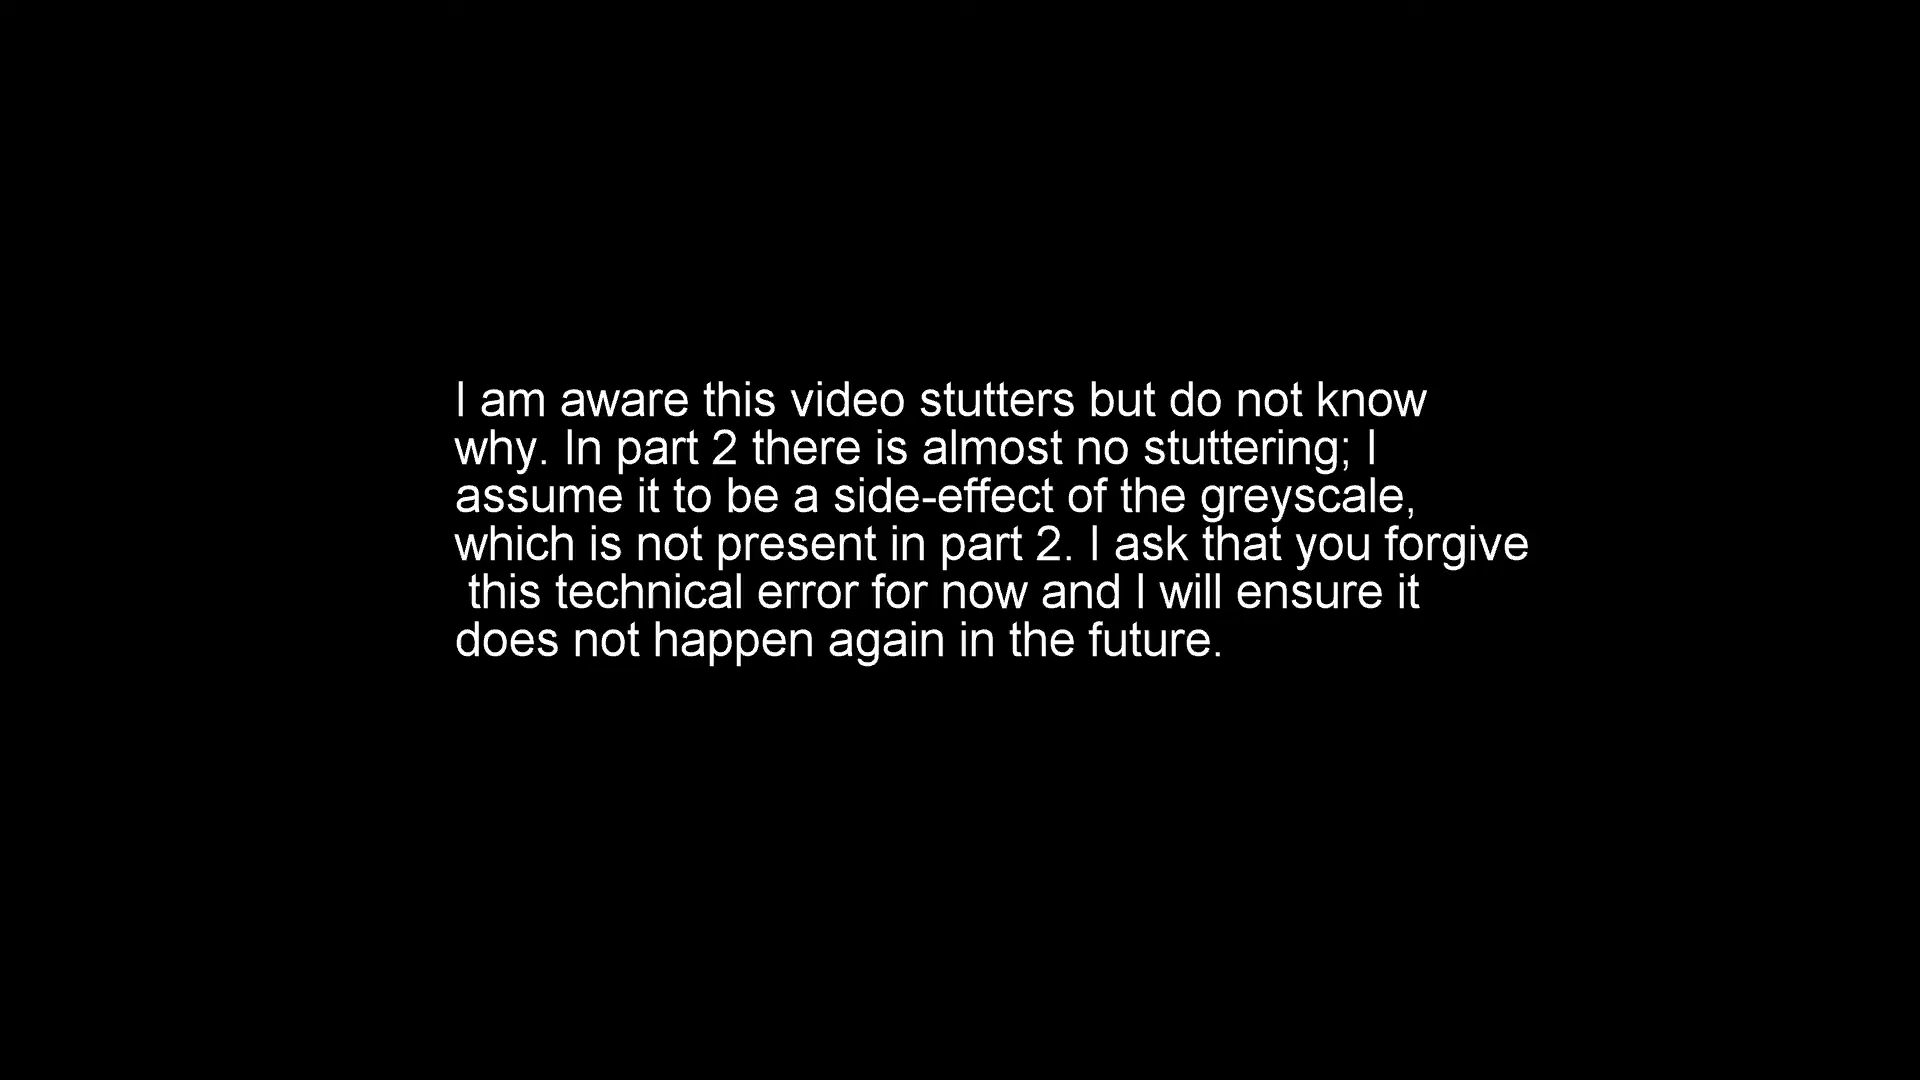 I am aware this video stutters but do not know
why. In part 2 there is almost no stuttering; I
assume it to be a side-effect of the greyscale,
which is not present in part 2. I ask that you forgive
this technical error for now and I will ensure it
does not happen again in the future.